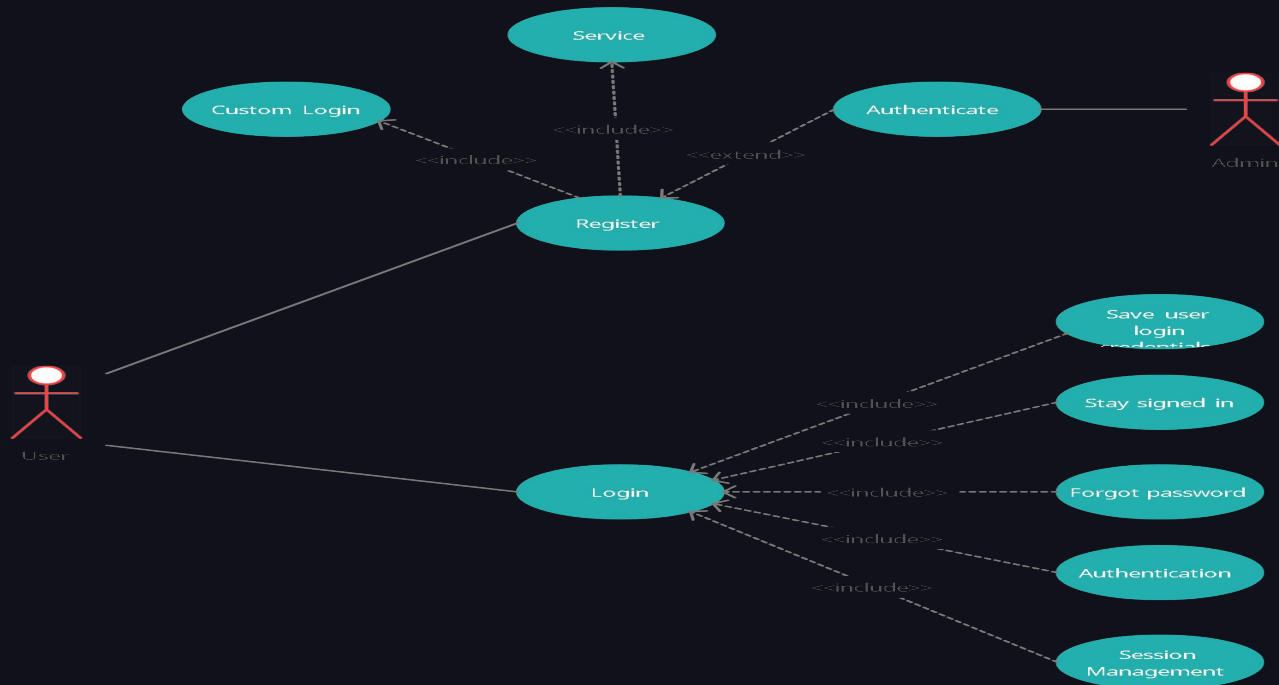 Service
Custom Login
Authenticate
<<include>>
<<extend>>
<<include>>
Admin
Register
Save user
login
credentials
<<include>>
Stay signed in
<<include>>
User
Login
<<include>>
Forgot password
<<include>>
Authentication
<<include>>
Session
Management